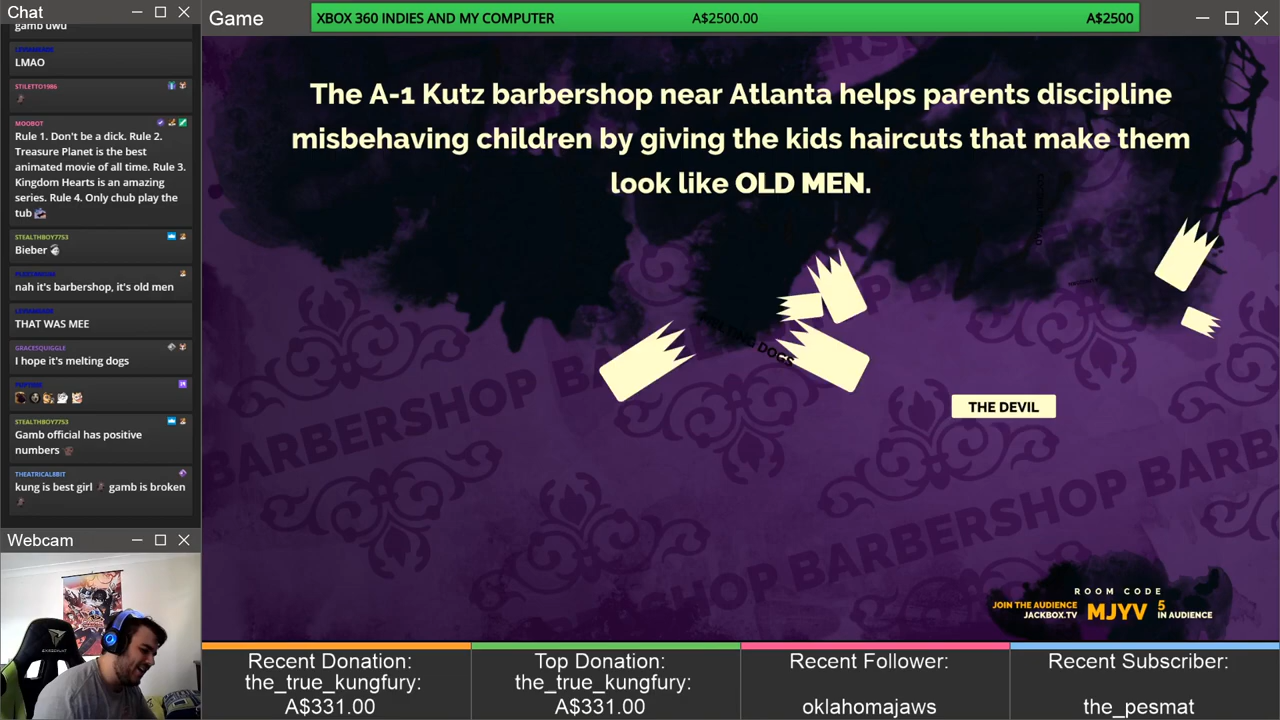 Chat
gamb uwu
LMAO
STILETTO1986
MOOBOT
Rule 1. Don't be a dick. Rule 2.
Treasure Planet is the best
animated movie of all time. Rule 3.
Kingdom Hearts is an amazing
series. Rule 4. Only chub play the
tub
STEALTHBOY7753
Bieber
nah it's barbershop, it's old men
THAT WAS MEE
GRACESQUIGGLE
I hope it's melting dogs
STEALTHBOY7753
Gamb official has positive
numbers
THEATRICAL8BIT
kung is best girl gamb is broken
Webcam
Game
XBOX 360 INDIES AND MY COMPUTER A$2500.00 A$2500
The A-1 Kutz barbershop near Atlanta helps parents discipline
misbehaving children by giving the kids haircuts that make them
look like OLD MEN.
DOGS
THE DEVIL
BARBERSHOP BARBERSHOP
SHOP BARBERSHOP BARBERSHOP
ROOM CODE
JOIN THE AUDIENCE
JACKBOX.TV
MJYV
5
IN AUDIENCE
Recent Donation:
the_true_kungfury:
A$331.00
Top Donation:
the_true_kungfury:
A$331.00
Recent Follower:
oklahomajaws
Recent Subscriber:
the_pesmat